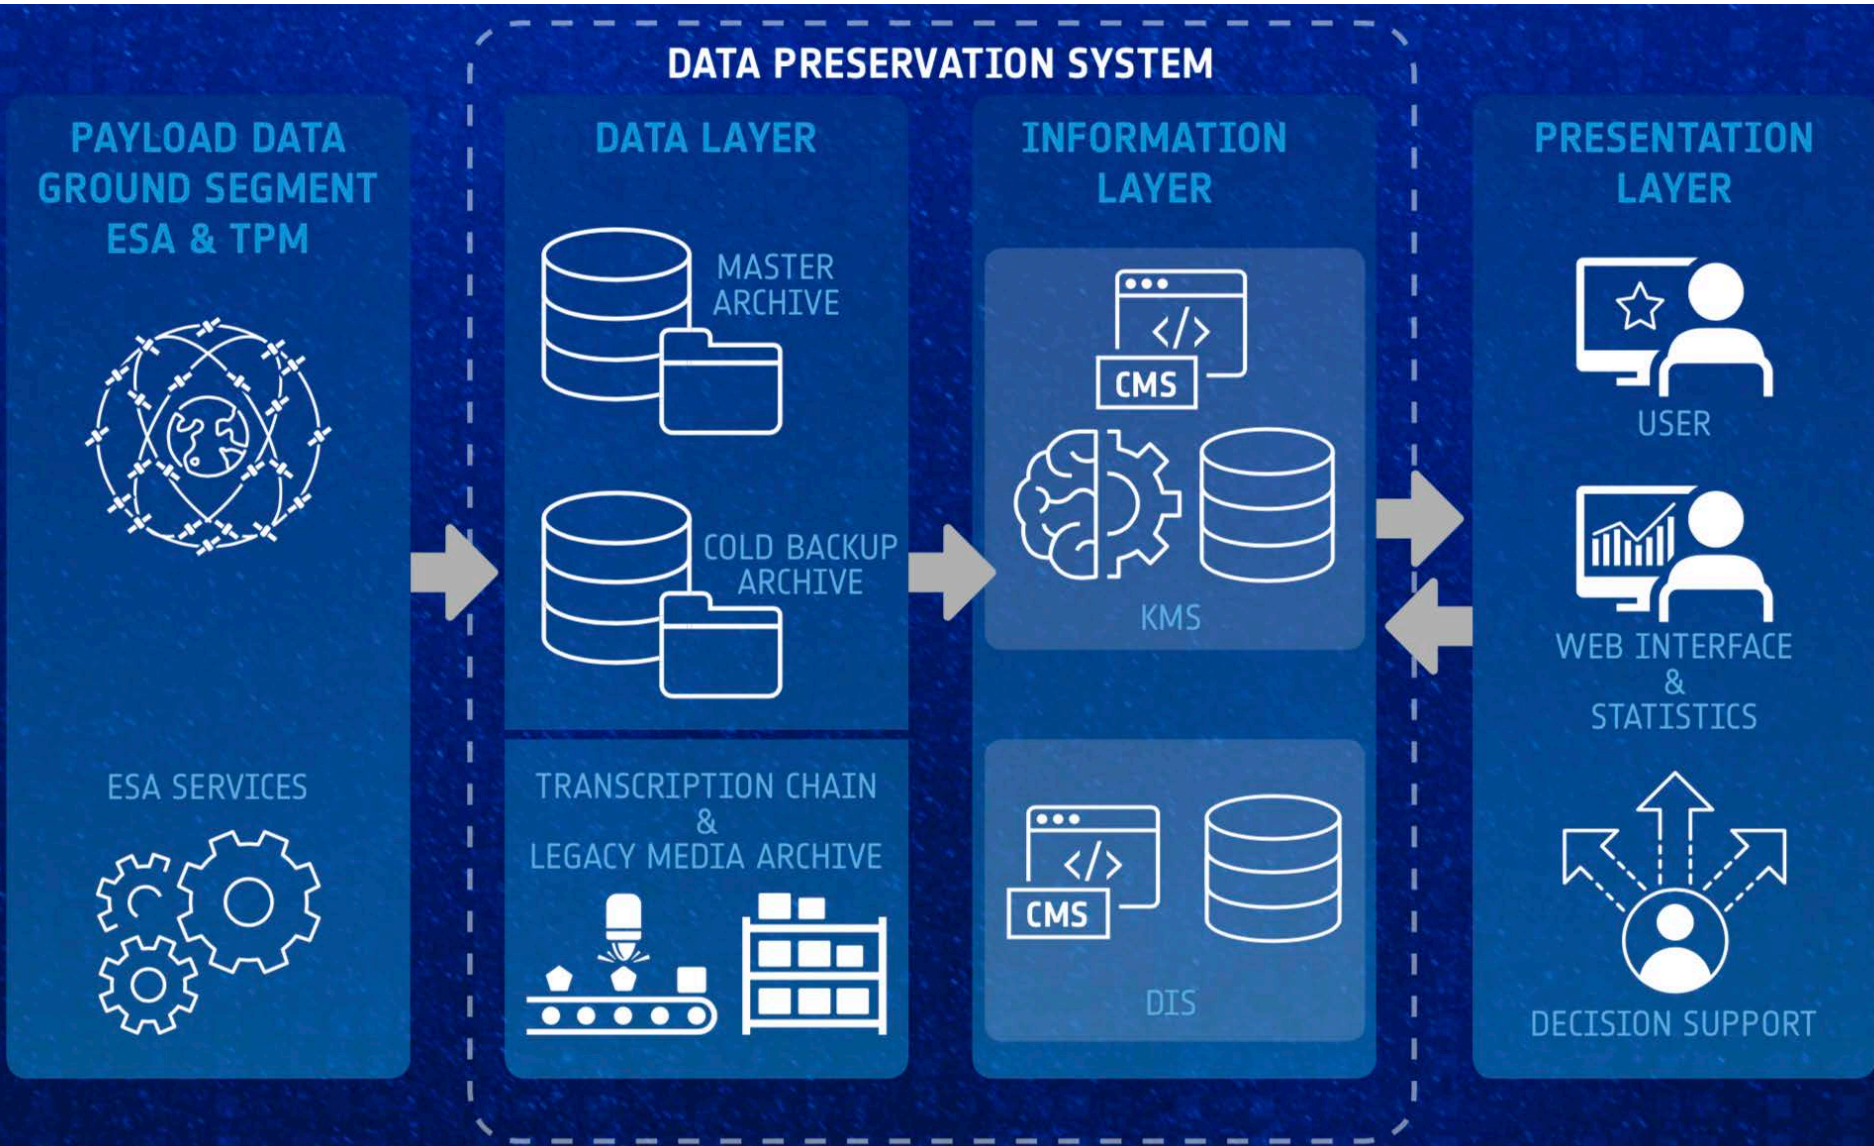 DATA PRESERVATION SYSTEM
PAYLOAD DATA
GROUND SEGMENT
ESA & TPM
ESA SERVICES
DATA LAYER
MASTER
ARCHIVE
COLD BACKUP
ARCHIVE
TRANSCRIPTION CHAIN
&
LEGACY MEDIA ARCHIVE
INFORMATION
LAYER
</>
CMS
KMS
</>
CMS
DIS
PRESENTATION
LAYER
USER
WEB INTERFACE
&
STATISTICS
DECISION SUPPORT